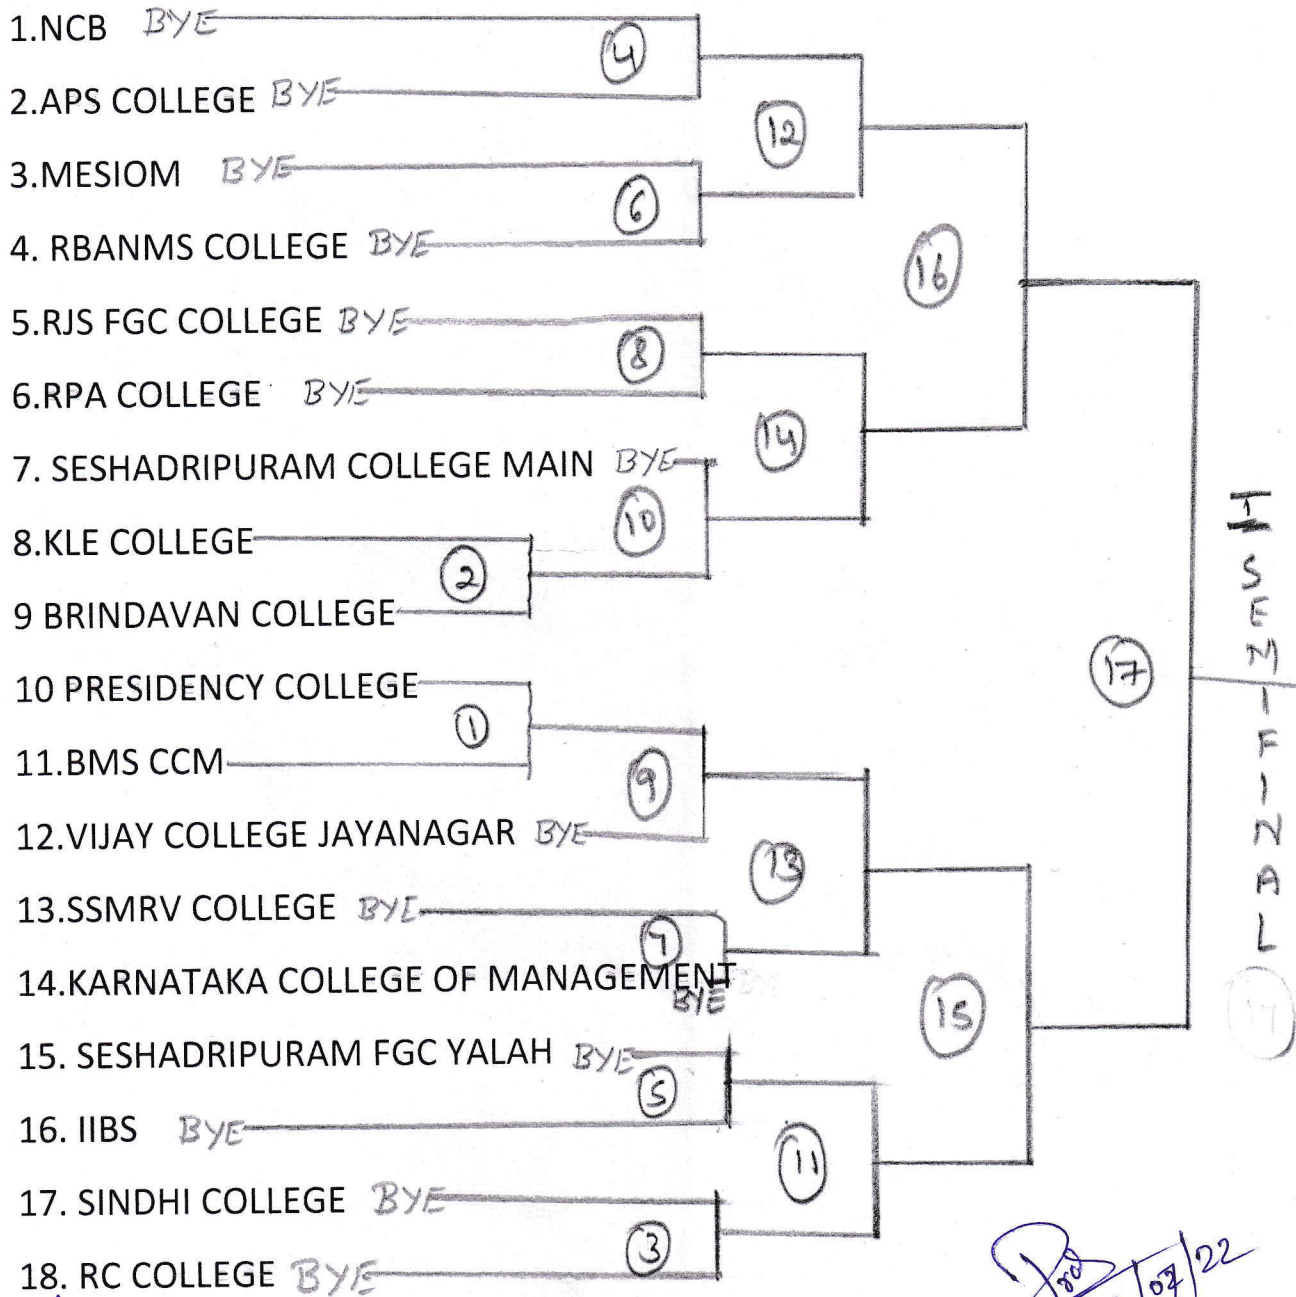 1.NCB BYE
4
2.APS COLLEGE BYE
12
3.MESIOM BYE
6
4. RBANMS COLLEGE BYE
16
5.RJS FGC COLLEGE BYE
8
6.RPA COLLEGE BYE
14
7. SESHADRIPURAM COLLEGE MAIN BYE
10
8.KLE COLLEGE
2
9 BRINDAVAN COLLEGE
17
10 PRESIDENCY COLLEGE
1
11.BMS CCM
9
12.VIJAY COLLEGE JAYANAGAR BYE
13
13.SSMRV COLLEGE BYE
7
14.KARNATAKA COLLEGE OF MANAGEMENT
BYE
15
15. SESHADRIPURAM FGC YALAH BYE
5
16. IIBS BYE
11
17. SINDHI COLLEGE BYE
3
18. RC COLLEGE BYE
I SEMIFINAL
17
/07/22